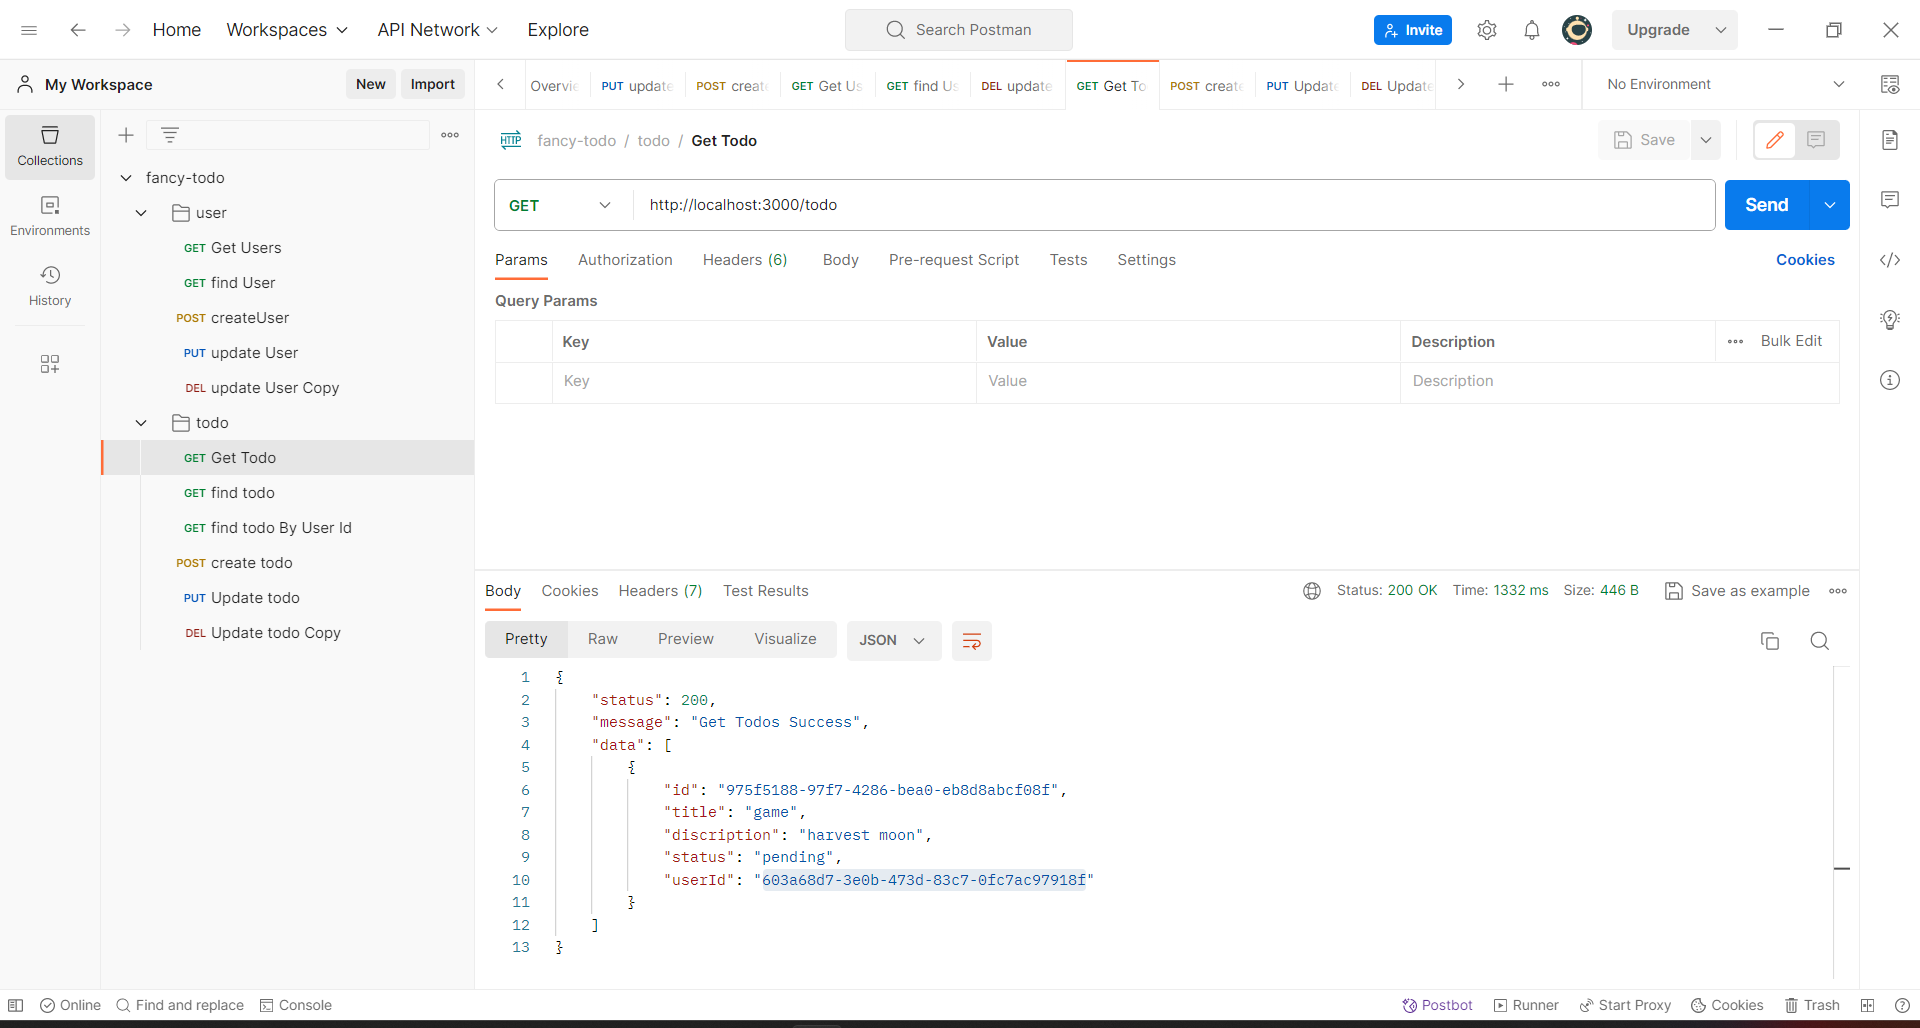 Home Workspaces API Network Explore Search Postman Invite Upgrade
My Workspace New Import Overvie PUT update POST create GET Get Us GET find Us DEL update GET Get To POST create PUT Update DEL Update No Environment
Collections
Environments
History
fancy-todo
user
GET Get Users
GET find User
POST createUser
PUT update User
DEL update User Copy
todo
GET Get Todo
GET find todo
GET find todo By User Id
POST create todo
PUT Update todo
DEL Update todo Copy
HTTP fancy-todo / todo / Get Todo Save
GET http://localhost:3000/todo Send
Params Authorization Headers (6) Body Pre-request Script Tests Settings Cookies
Query Params
Key Value Description Bulk Edit
Key Value Description
Body Cookies Headers (7) Test Results Status: 200 OK Time: 1332 ms Size: 446 B Save as example
Pretty Raw Preview Visualize JSON
1 {
2 "status": 200,
3 "message": "Get Todos Success",
4 "data": [
5 {
6 "id": "975f5188-97f7-4286-bea0-eb8d8abcf08f",
7 "title": "game",
8 "discription": "harvest moon",
9 "status": "pending",
10 "userId": "603a68d7-3e0b-473d-83c7-0fc7ac97918f"
11 }
12 ]
13 }
Online Find and replace Console Postbot Runner Start Proxy Cookies Trash